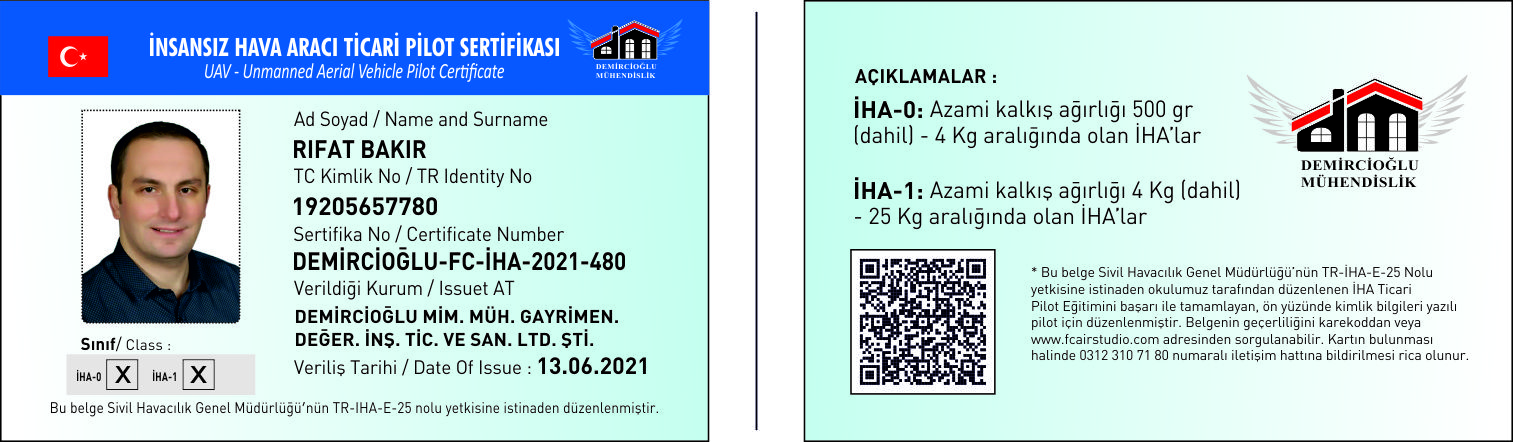 İNSANSIZ HAVA ARACI TİCARİ PİLOT SERTİFİKASI
UAV - Unmanned Aerial Vehicle Pilot Certificate
DEMİRCİOĞLU
MÜHENDİSLİK
Ad Soyad / Name and Surname
RIFAT BAKIR
TC Kimlik No / TR Identity No
19205657780
Sertifika No / Certificate Number
DEMİRCİOĞLU-FC-İHA-2021-480
Verildiği Kurum / Issuet AT
DEMİRCİOĞLU MİM. MÜH. GAYRİMEN.
DEĞER. İNŞ. TİC. VE SAN. LTD. ŞTİ.
Veriliş Tarihi / Date Of Issue : 13.06.2021
Sınıf/ Class :
İHA-0 X İHA-1 X
Bu belge Sivil Havacılık Genel Müdürlüğü'nün TR-IHA-E-25 nolu yetkisine istinaden düzenlenmiştir.
AÇIKLAMALAR :
İHA-0: Azami kalkış ağırlığı 500 gr
(dahil) - 4 Kg aralığında olan İHA'lar
İHA-1: Azami kalkış ağırlığı 4 Kg (dahil)
- 25 Kg aralığında olan İHA'lar
DEMİRCİOĞLU
MÜHENDİSLİK
* Bu belge Sivil Havacılık Genel Müdürlüğü'nün TR-İHA-E-25 Nolu
yetkisine istinaden okulumuz tarafından düzenlenen İHA Ticari
Pilot Eğitimini başarı ile tamamlayan, ön yüzünde kimlik bilgileri yazılı
pilot için düzenlenmiştir. Belgenin geçerliliğini karekoddan veya
www.fcairstudio.com adresinden sorgulanabilir. Kartın bulunması
halinde 0312 310 71 80 numaralı iletişim hattına bildirilmesi rica olunur.